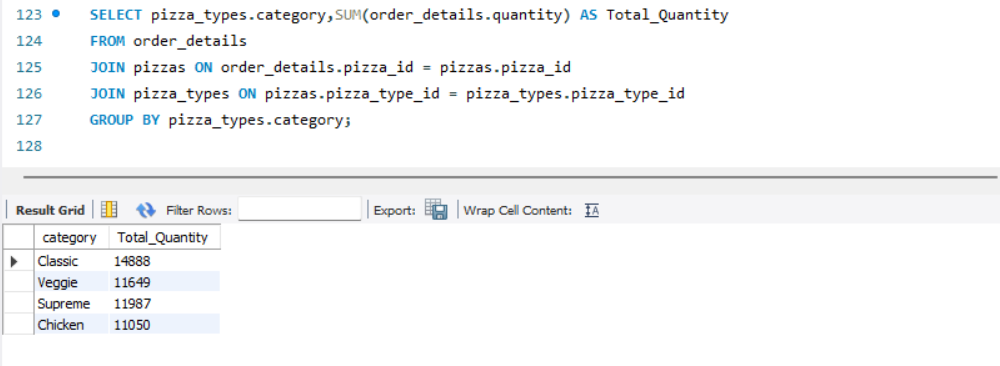 123 SELECT pizza_types.category,SUM(order_details.quantity) AS Total_Quantity
124 FROM order_details
125 JOIN pizzas ON order_details.pizza_id = pizzas.pizza_id
126 JOIN pizza_types ON pizzas.pizza_type_id = pizza_types.pizza_type_id
127 GROUP BY pizza_types.category;
128
Result Grid Filter Rows: Export: Wrap Cell Content: IA
category Total_Quantity
Classic 14888
Veggie 11649
Supreme 11987
Chicken 11050